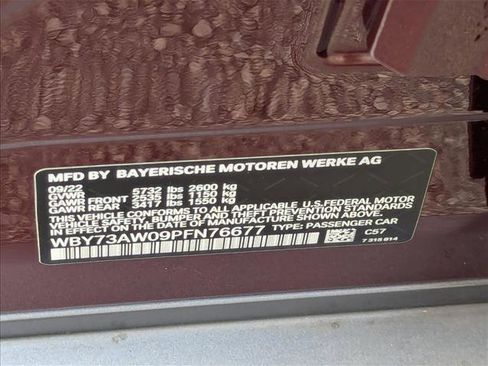 MFD BY BAYERISCHE MOTOREN WERKE AG
09/22
GVWR 5732 lbs 2600 kg
GAWR FRONT 2535 lbs 1150 kg
GAWR REAR 3417 lbs 1550 kg
THIS VEHICLE CONFORMS TO ALL APPLICABLE U.S. FEDERAL MOTOR
VEHICLE SAFETY, BUMPER, AND THEFT PREVENTION STANDARDS
IN EFFECT ON THE DATE OF MANUFACTURE SHOWN ABOVE.
WBY73AW09PFN76677 TYPE: PASSENGER CAR
C57
7 316 814